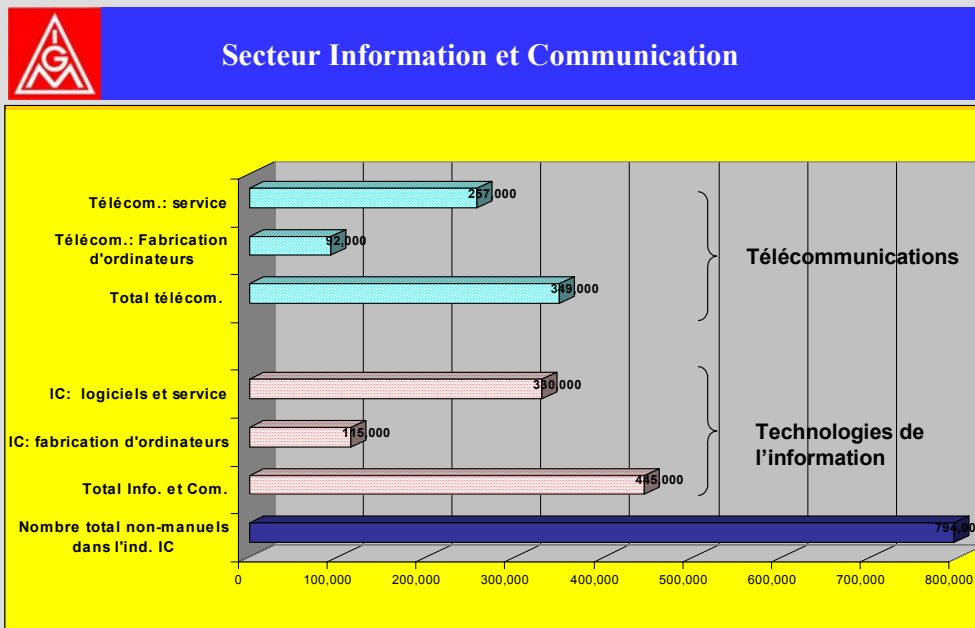 IGM
Secteur Information et Communication
Télécom.: service
257,000
Télécom.: Fabrication
d'ordinateurs
92,000
Télécommunications
Total télécom.
349,000
IC: logiciels et service
330,000
IC: fabrication d'ordinateurs
115,000
Technologies de
l’information
Total Info. et Com.
445,000
Nombre total non-manuels
dans l'ind. IC
794,00
0
100,000
200,000
300,000
400,000
500,000
600,000
700,000
800,000